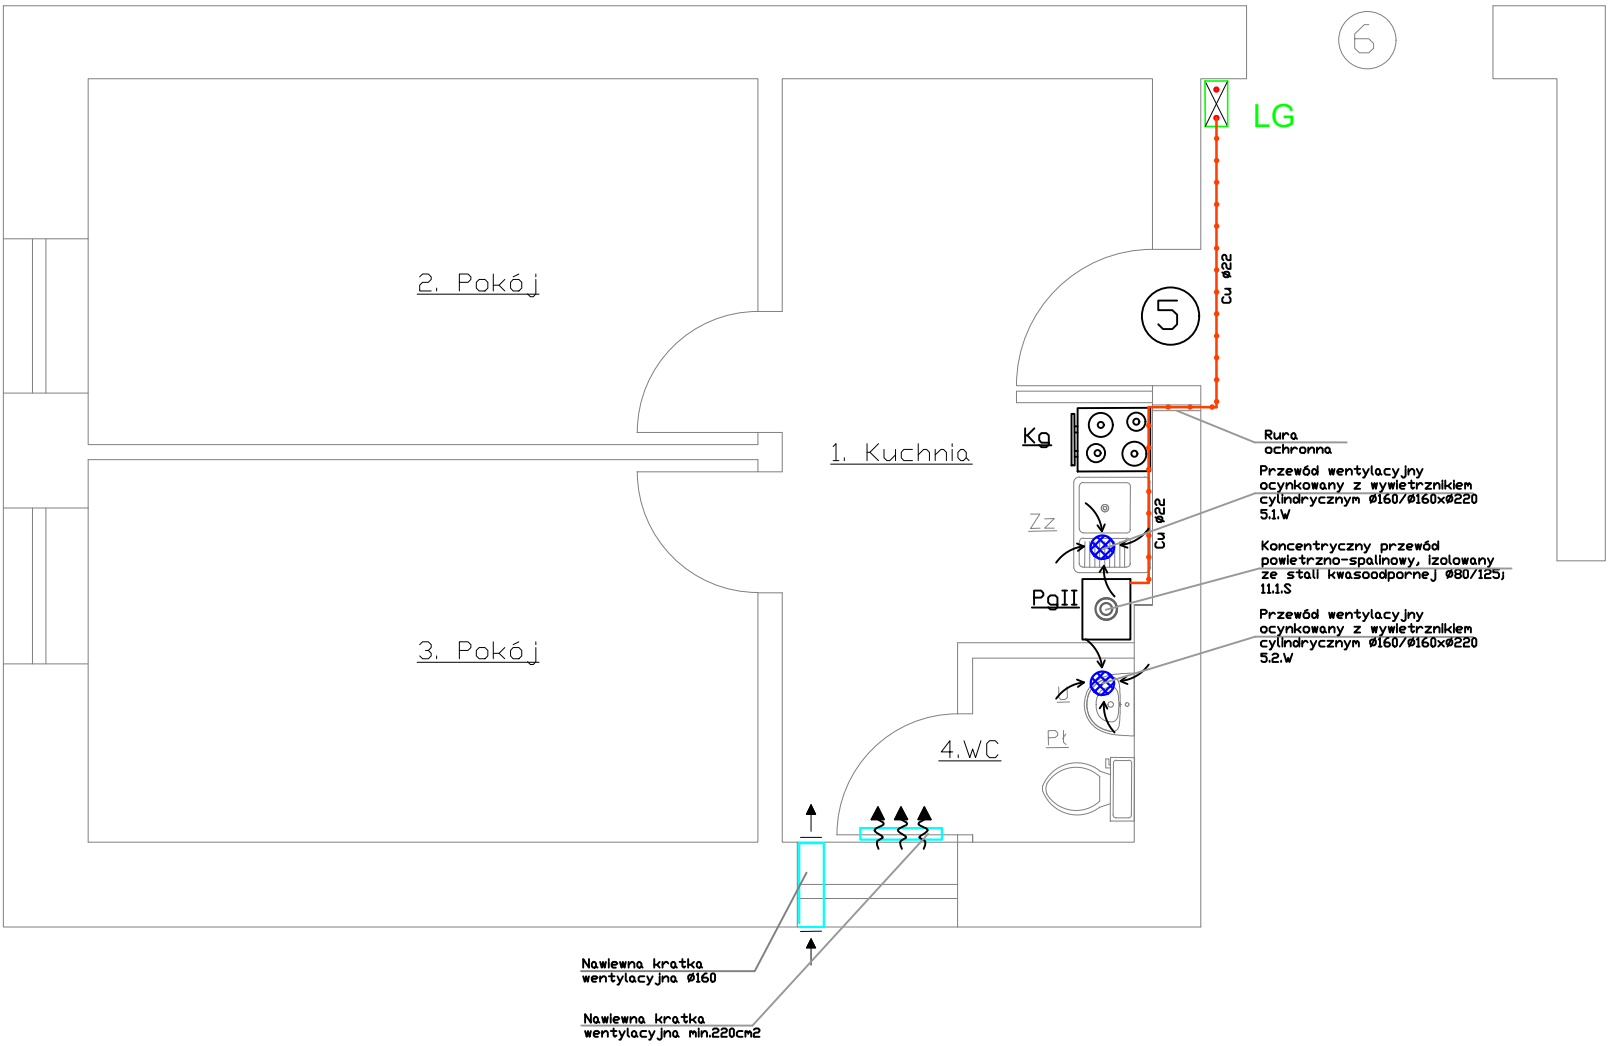 6
LG
2. Pokój
Cu ø22
5
Kg
1. Kuchnia
Rura
ochronna
Przewód wentylacyjny
ocynkowany z wywietrznikiem
cylindrycznym Ø160/Ø160xØ220
5.1.W
Zz
Cu ø22
Koncentryczny przewód
powietrzno-spalinowy, izolowany
ze stali kwasoodpornej Ø80/125;
11.1.S
PgII
Przewód wentylacyjny
ocynkowany z wywietrznikiem
cylindrycznym Ø160/Ø160xØ220
5.2.W
3. Pokój
U
Pł
4.WC
Nawiewna kratka
wentylacyjna Ø160
Nawiewna kratka
wentylacyjna min.220cm2